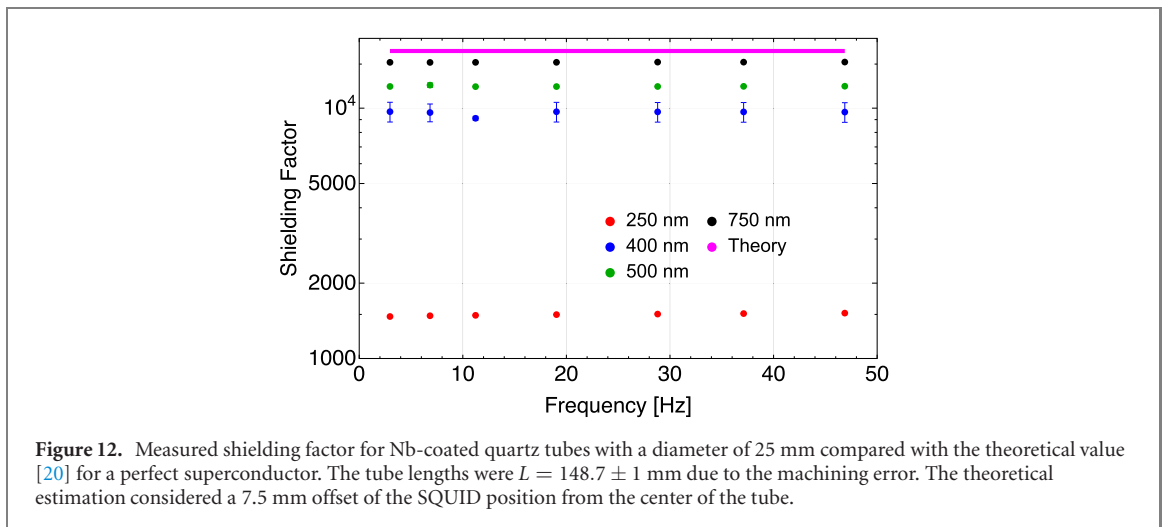 10⁴
5000
2000
1000
Shielding Factor
250 nm 750 nm
400 nm Theory
500 nm
0 10 20 30 40 50
Frequency [Hz]
Figure 12. Measured shielding factor for Nb-coated quartz tubes with a diameter of 25 mm compared with the theoretical value
[20] for a perfect superconductor. The tube lengths were L = 148.7 ± 1 mm due to the machining error. The theoretical
estimation considered a 7.5 mm offset of the SQUID position from the center of the tube.